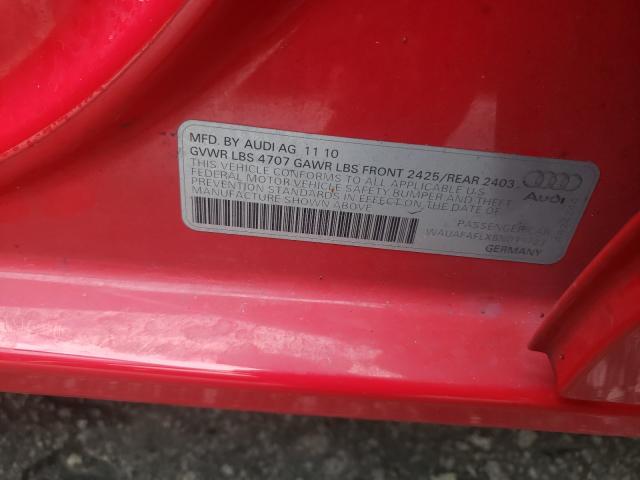 MFD. BY AUDI AG 11 10
GVWR LBS 4707 GAWR LBS FRONT 2425/REAR 2403
THIS VEHICLE CONFORMS TO ALL APPLICABLE U.S.
FEDERAL MOTOR VEHICLE SAFETY BUMPER AND THEFT
PREVENTION STANDARDS IN EFFECT ON THE DATE OF
MANUFACTURE SHOWN ABOVE
Audi
PASSENGER CAR
GERMANY